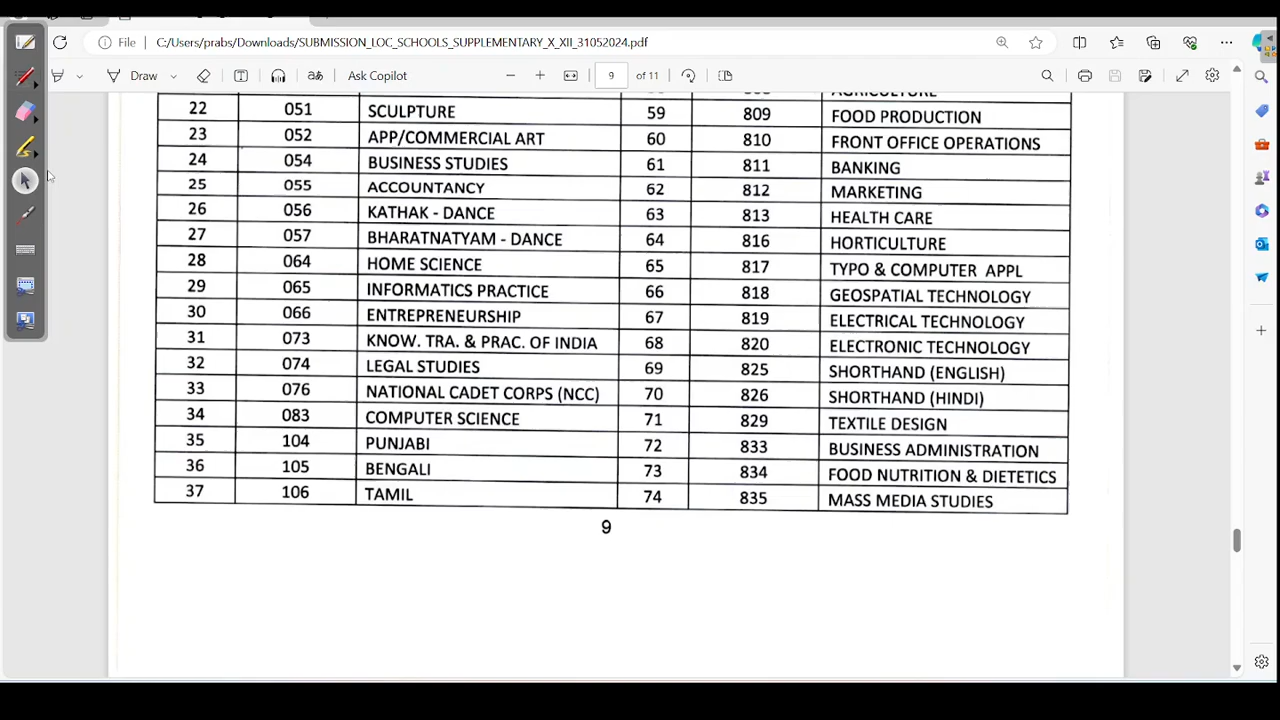 File C:/Users/prabs/Downloads/SUBMISSION_LOC_SCHOOLS_SUPPLEMENTARY_X_XII_31052024.pdf
Draw Ask Copilot 9 of 11
AGRICULTURE
22 051 SCULPTURE 59 809 FOOD PRODUCTION
23 052 APP/COMMERCIAL ART 60 810 FRONT OFFICE OPERATIONS
24 054 BUSINESS STUDIES 61 811 BANKING
25 055 ACCOUNTANCY 62 812 MARKETING
26 056 KATHAK - DANCE 63 813 HEALTH CARE
27 057 BHARATNATYAM - DANCE 64 816 HORTICULTURE
28 064 HOME SCIENCE 65 817 TYPO & COMPUTER APPL
29 065 INFORMATICS PRACTICE 66 818 GEOSPATIAL TECHNOLOGY
30 066 ENTREPRENEURSHIP 67 819 ELECTRICAL TECHNOLOGY
31 073 KNOW. TRA. & PRAC. OF INDIA 68 820 ELECTRONIC TECHNOLOGY
32 074 LEGAL STUDIES 69 825 SHORTHAND (ENGLISH)
33 076 NATIONAL CADET CORPS (NCC) 70 826 SHORTHAND (HINDI)
34 083 COMPUTER SCIENCE 71 829 TEXTILE DESIGN
35 104 PUNJABI 72 833 BUSINESS ADMINISTRATION
36 105 BENGALI 73 834 FOOD NUTRITION & DIETETICS
37 106 TAMIL 74 835 MASS MEDIA STUDIES
9